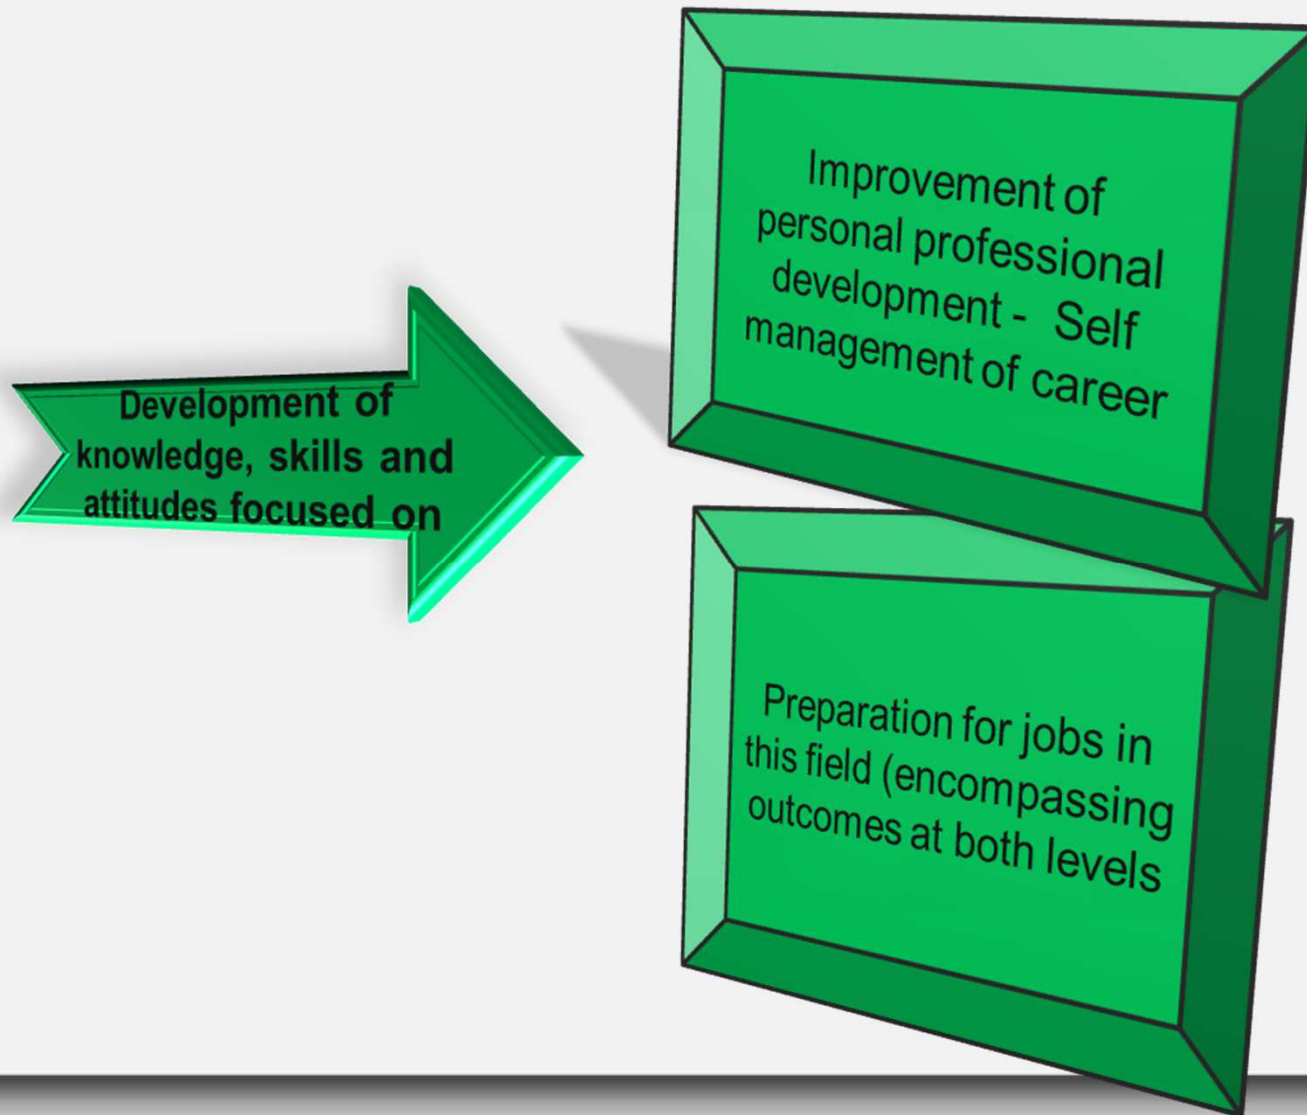 Development of
knowledge, skills and
attitudes focused on
Improvement of
personal professional
development - Self
management of career
Preparation for jobs in
this field (encompassing
outcomes at both levels